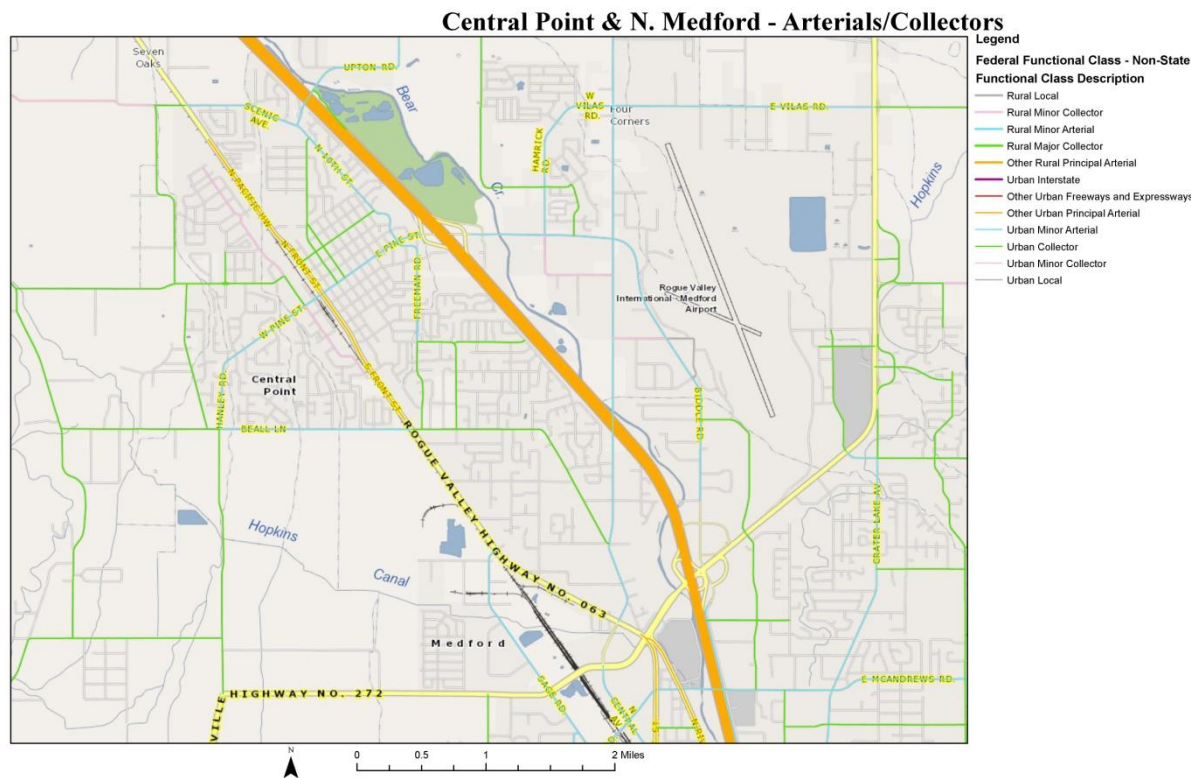 Central Point & N. Medford - Arterials/Collectors
Legend
Federal Functional Class - Non-State
Functional Class Description
Rural Local
Rural Minor Collector
Rural Minor Arterial
Rural Major Collector
Other Rural Principal Arterial
Urban Interstate
Other Urban Freeways and Expressways
Other Urban Principal Arterial
Urban Minor Arterial
Urban Collector
Urban Minor Collector
Urban Local
Seven
Oaks
UPTON RD
Bear
SCENIC
AVE.
N 10TH ST
W
VILAS
RD.
Four
Corners
E VILAS RD.
HAMRICK
RD
Cr.
Hopkins
N PACIFIC HW
N FRONT ST
E PINE ST
FREEMAN RD
Rogue Valley
International - Medford
Airport
W PINE ST
Central
Point
HANLEY RD
S FRONT ST
BIDDLE RD
BEALL LN
ROGUE VALLEY HIGHWAY NO. 063
CRATER LAKE AV
Hopkins
Canal
Medford
E MCANDREWS RD.
VILLE
HIGHWAY NO. 272
SAGE RD.
N.
CENTRAL
AV
N RIV
N
0 0.5 1 2 Miles